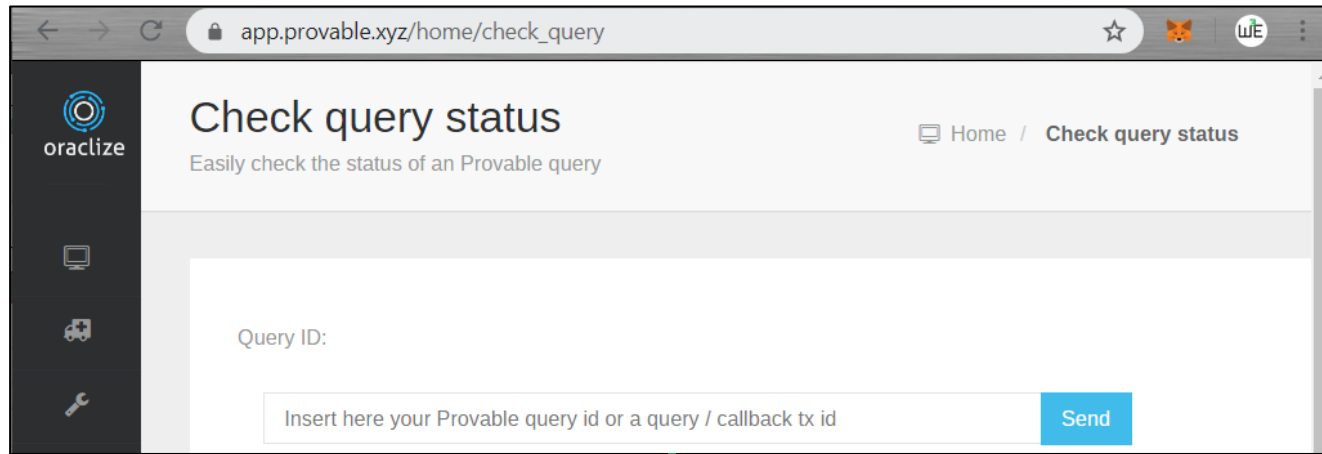 app.provable.xyz/home/check_query
oraclize
Check query status
Home / Check query status
Easily check the status of an Provable query
Query ID:
Insert here your Provable query id or a query / callback tx id
Send